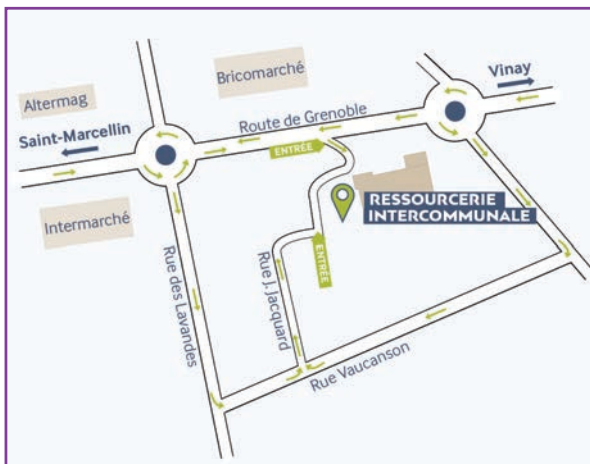 Bricomarché
Vinay
Altermag
Route de Grenoble
Saint-Marcellin
ENTRÉE
RESSOURCERIE
INTERCOMMUNALE
Intermarché
ENTRÉE
Rue J. Jacquard
Rue des Lavandes
Rue Vaucanson